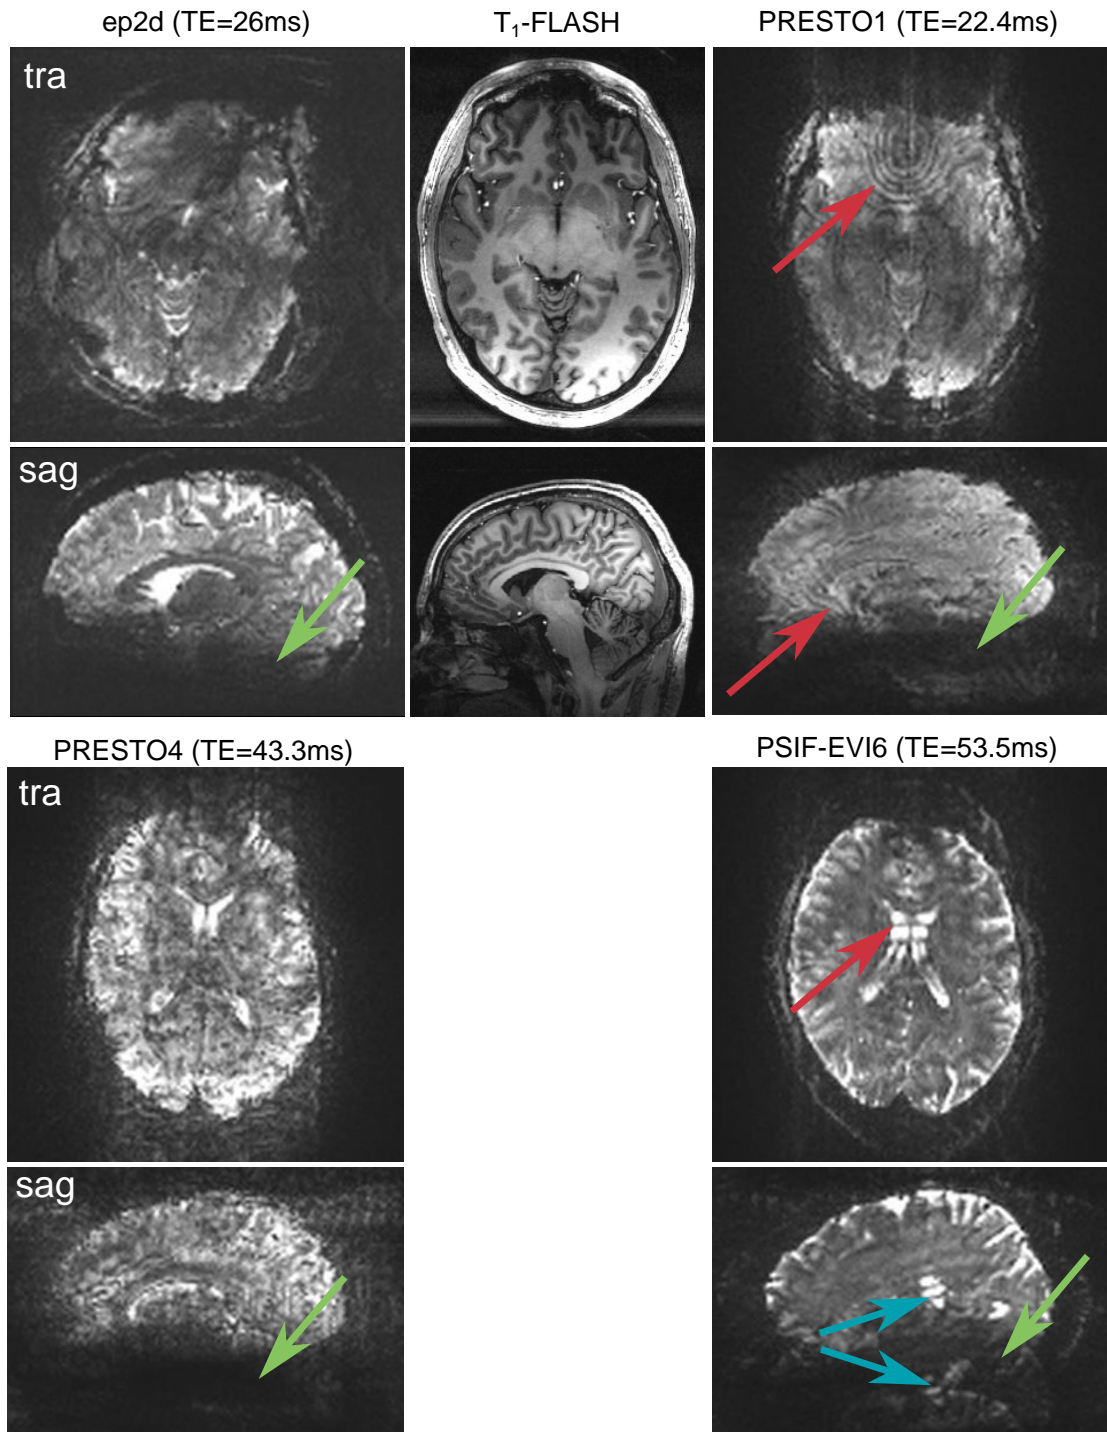 ep2d (TE=26ms)
T₁-FLASH
PRESTO1 (TE=22.4ms)
tra
sag
PRESTO4 (TE=43.3ms)
PSIF-EVI6 (TE=53.5ms)
tra
sag